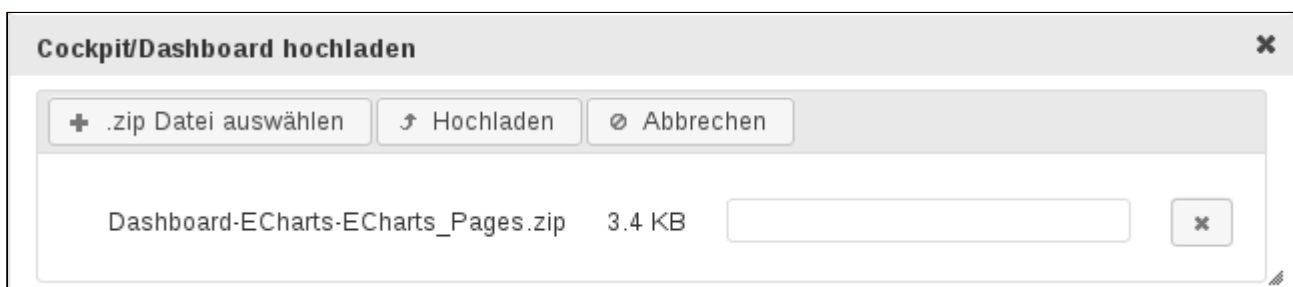 Cockpit/Dashboard hochladen
.zip Datei auswählen Hochladen Abbrechen
Dashboard-ECharts-ECharts_Pages.zip 3.4 KB